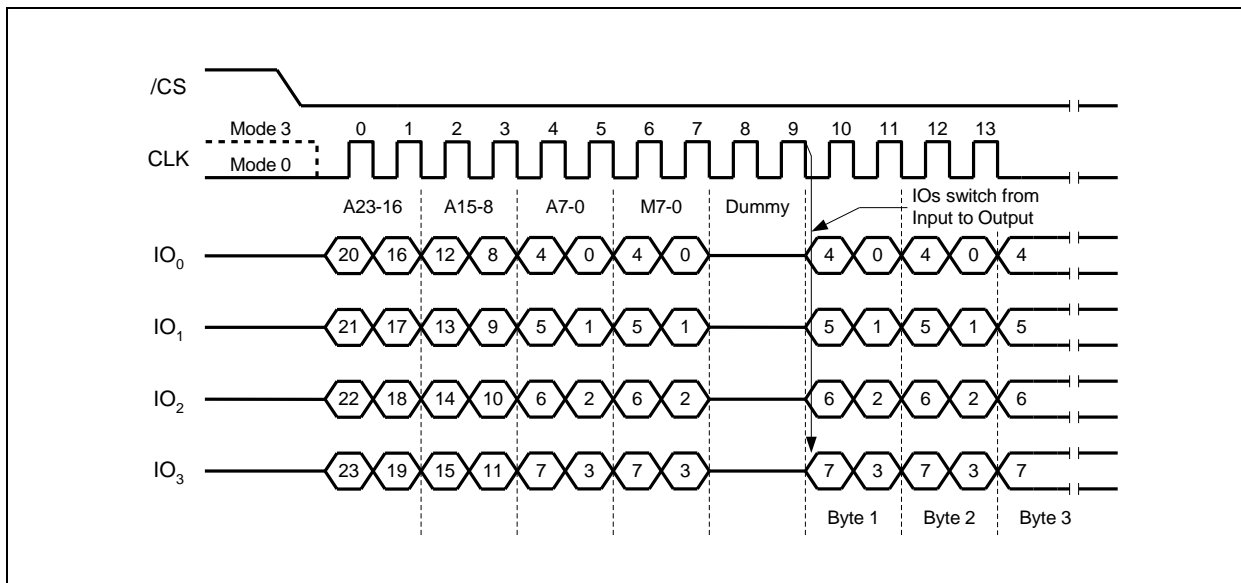 /CS
Mode 3 0 1 2 3 4 5 6 7 8 9 10 11 12 13
CLK
Mode 0
A23-16 A15-8 A7-0 M7-0 Dummy
IOs switch from
Input to Output
IO0 20 16 12 8 4 0 4 0 4 0 4 0 4
IO1 21 17 13 9 5 1 5 1 5 1 5 1 5
IO2 22 18 14 10 6 2 6 2 6 2 6 2 6
IO3 23 19 15 11 7 3 7 3 7 3 7 3 7
Byte 1 Byte 2 Byte 3